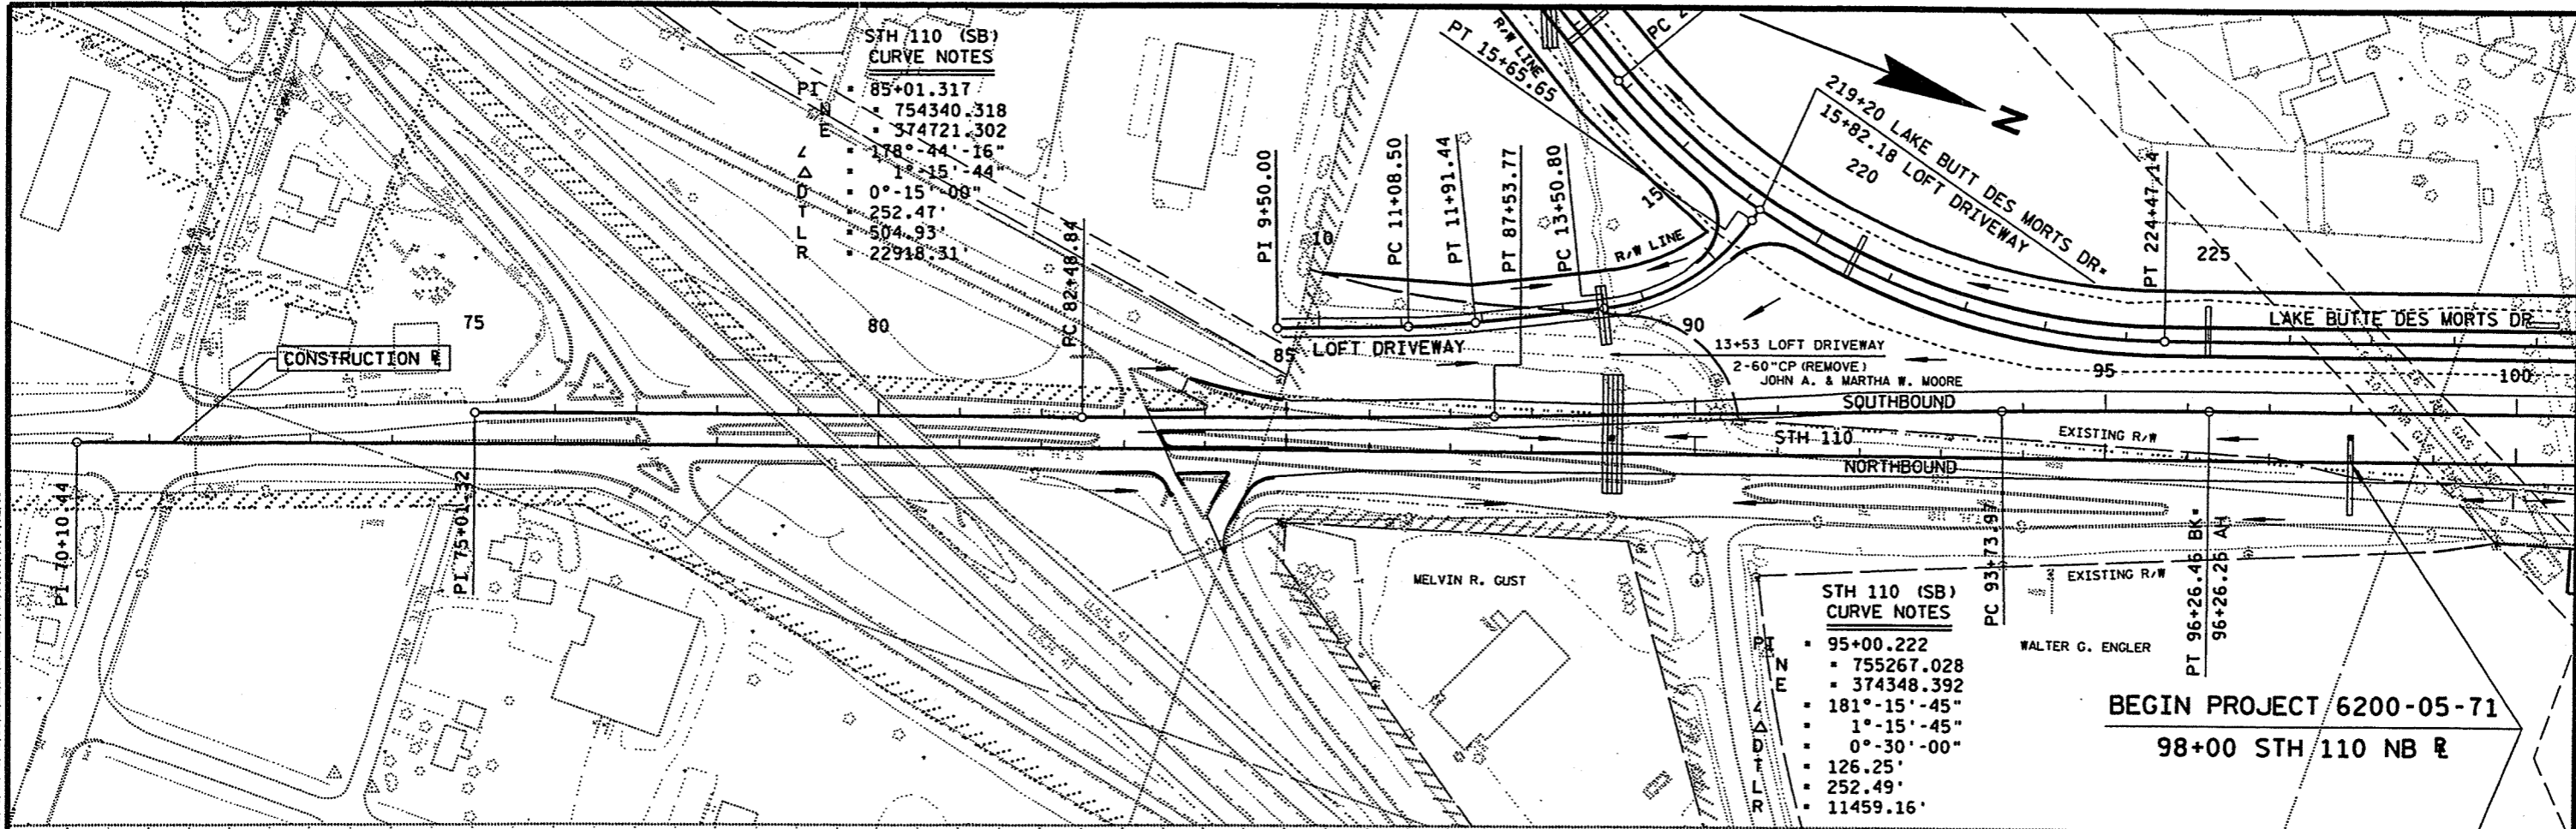 STH 110 (SB)
CURVE NOTES
PI = 85+01.317
N = 754340.318
E = 374721.302
∠ = 178°-44'-16"
Δ = 1°-15'-44"
D = 0°-15'-00"
T = 252.47'
L = 504.93'
R = 22918.31'
R/W LINE
PT 15+65.65
PC 2
N
219+20 LAKE BUTT DES MORTS DR=
15+82.18 LOFT DRIVEWAY
220
15
PI 9+50.00
10
PC 11+08.50
PT 11+91.44
PT 87+53.77
PC 13+50.80
R/W LINE
PT 224+47.14
225
LAKE BUTTE DES MORTS DR
75
80
PC 82+48.84
85
LOFT DRIVEWAY
90
13+53 LOFT DRIVEWAY
2-60"CP (REMOVE)
JOHN A. & MARTHA W. MOORE
95
100
CONSTRUCTION
SOUTHBOUND
STH 110
EXISTING R/W
NORTHBOUND
PI 70+10.44
PI 75+01.32
PC 93+73.97
PT 96+26.46 BK=
96+26.26 AH
MELVIN R. GUST
EXISTING R/W
WALTER G. ENGLER
STH 110 (SB)
CURVE NOTES
PI = 95+00.222
N = 755267.028
E = 374348.392
∠ = 181°-15'-45"
Δ = 1°-15'-45"
D = 0°-30'-00"
T = 126.25'
L = 252.49'
R = 11459.16'
BEGIN PROJECT 6200-05-71
98+00 STH 110 NB